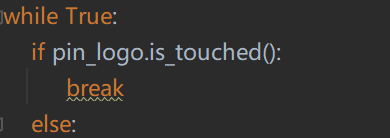 while True:
    if pin_logo.is_touched():
        break
    else: